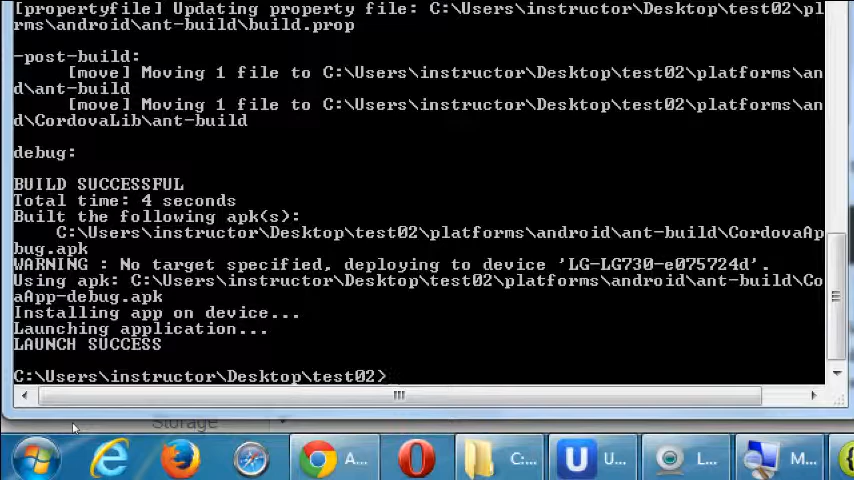 [propertyfile] Updating property file: C:\Users\instructor\Desktop\test02\pl
rms\android\ant-build\build.prop
-post-build:
[move] Moving 1 file to C:\Users\instructor\Desktop\test02\platforms\an
d\ant-build
[move] Moving 1 file to C:\Users\instructor\Desktop\test02\platforms\an
d\CordovaLib\ant-build
debug:
BUILD SUCCESSFUL
Total time: 4 seconds
Built the following apk(s):
C:\Users\instructor\Desktop\test02\platforms\android\ant-build\CordovaAp
bug.apk
WARNING : No target specified, deploying to device 'LG-LG730-e075724d'.
Using apk: C:\Users\instructor\Desktop\test02\platforms\android\ant-build\Co
aApp-debug.apk
Installing app on device...
Launching application...
LAUNCH SUCCESS
C:\Users\instructor\Desktop\test02>
Storage
A... C:... U... L... M...